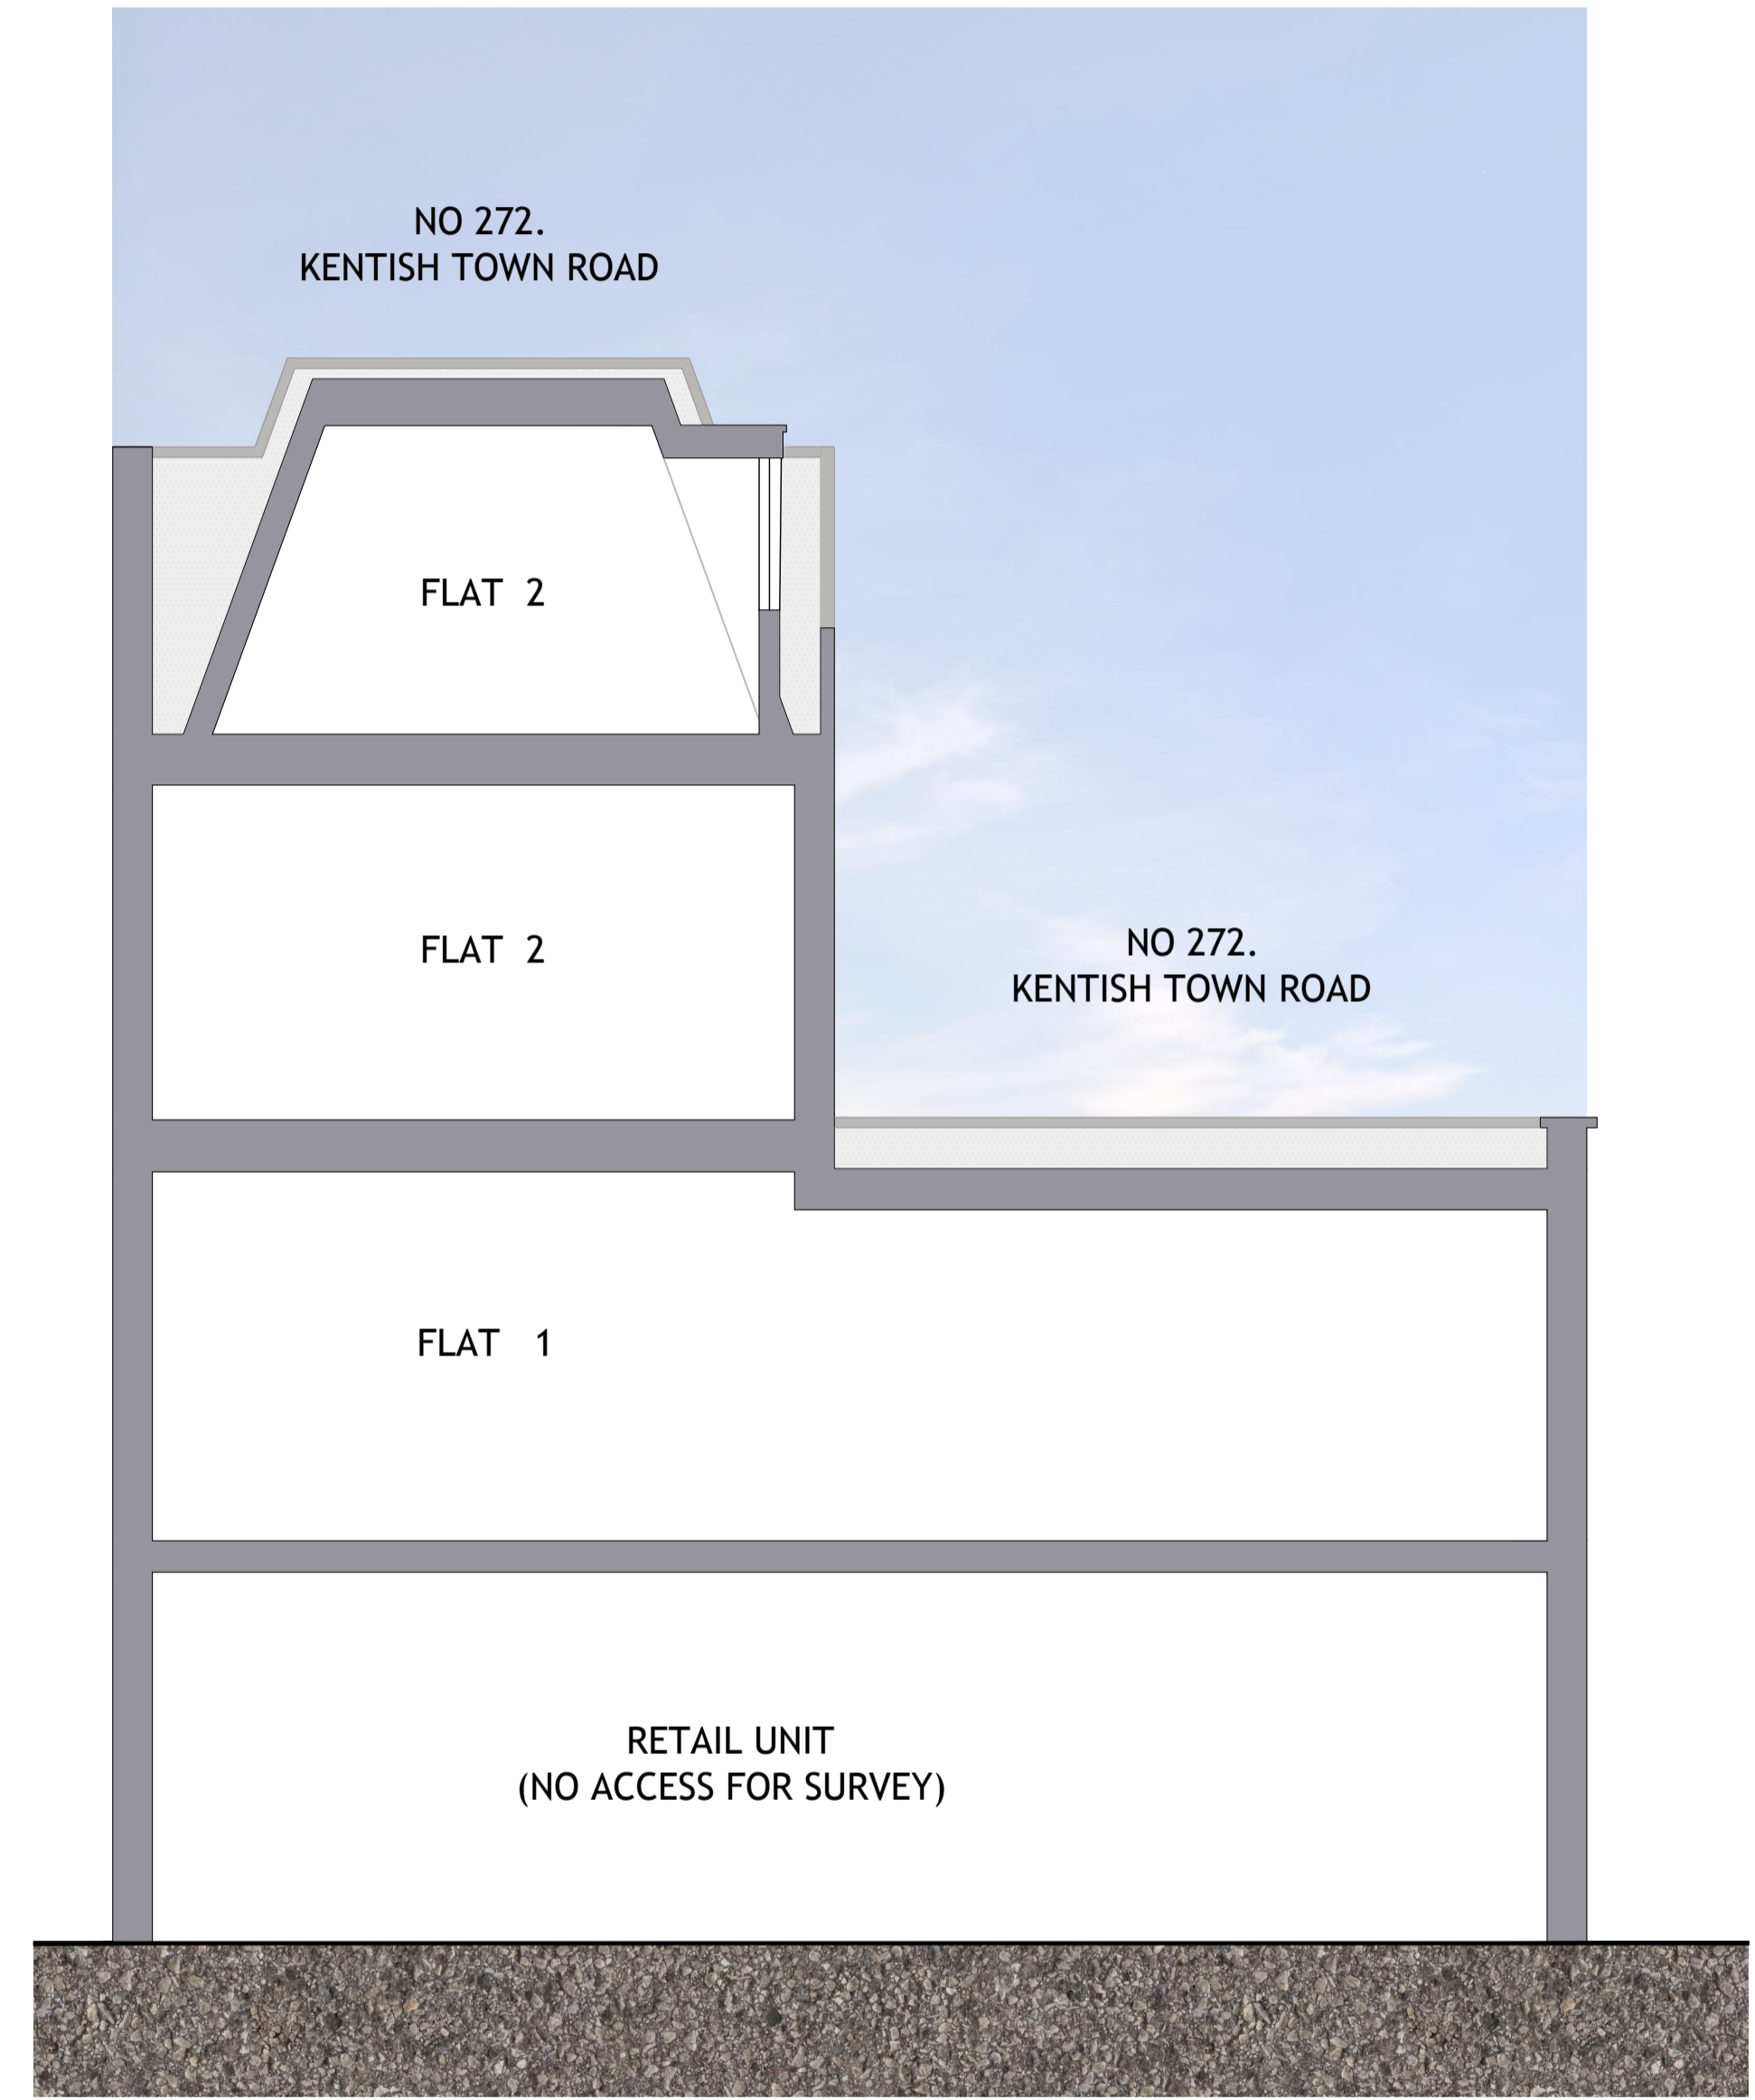 NO 272.
KENTISH TOWN ROAD
FLAT 2
FLAT 2
NO 272.
KENTISH TOWN ROAD
FLAT 1
RETAIL UNIT
(NO ACCESS FOR SURVEY)